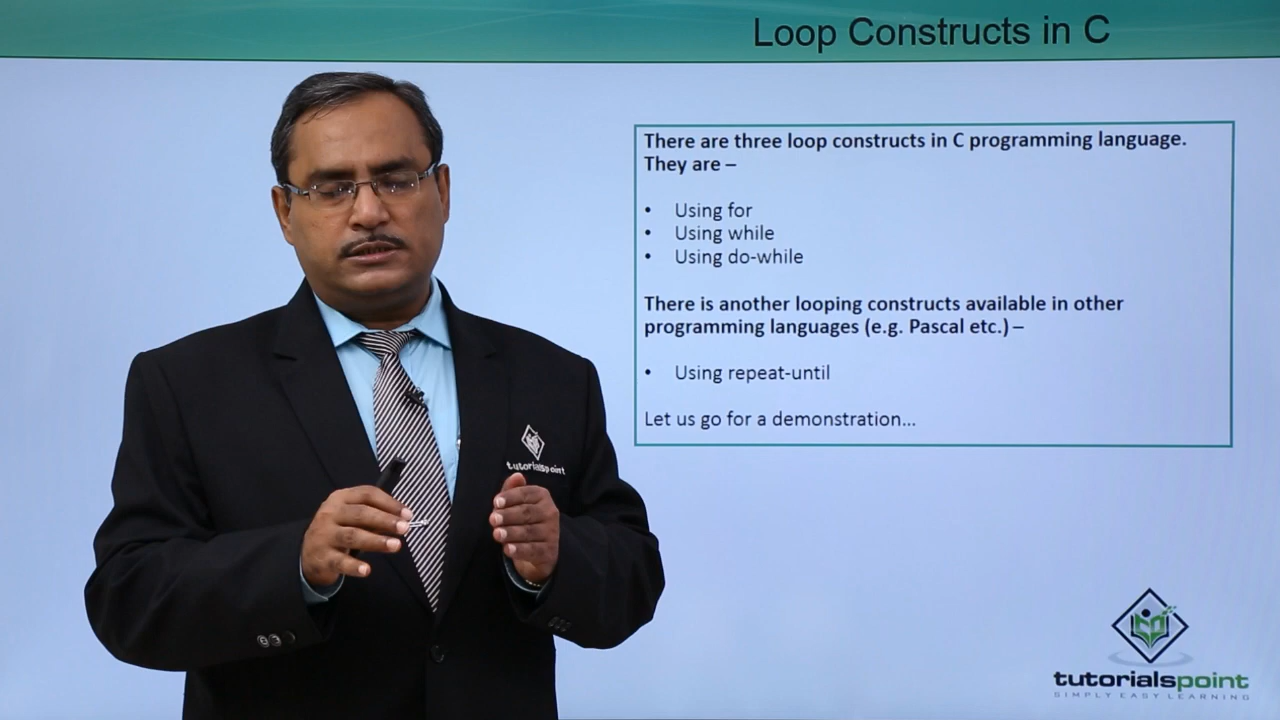 Loop Constructs in C
There are three loop constructs in C programming language.
They are –
• Using for
• Using while
• Using do-while
There is another looping constructs available in other
programming languages (e.g. Pascal etc.) –
• Using repeat-until
Let us go for a demonstration...
tutorialspoint
tutorialspoint
SIMPLY EASY LEARNING